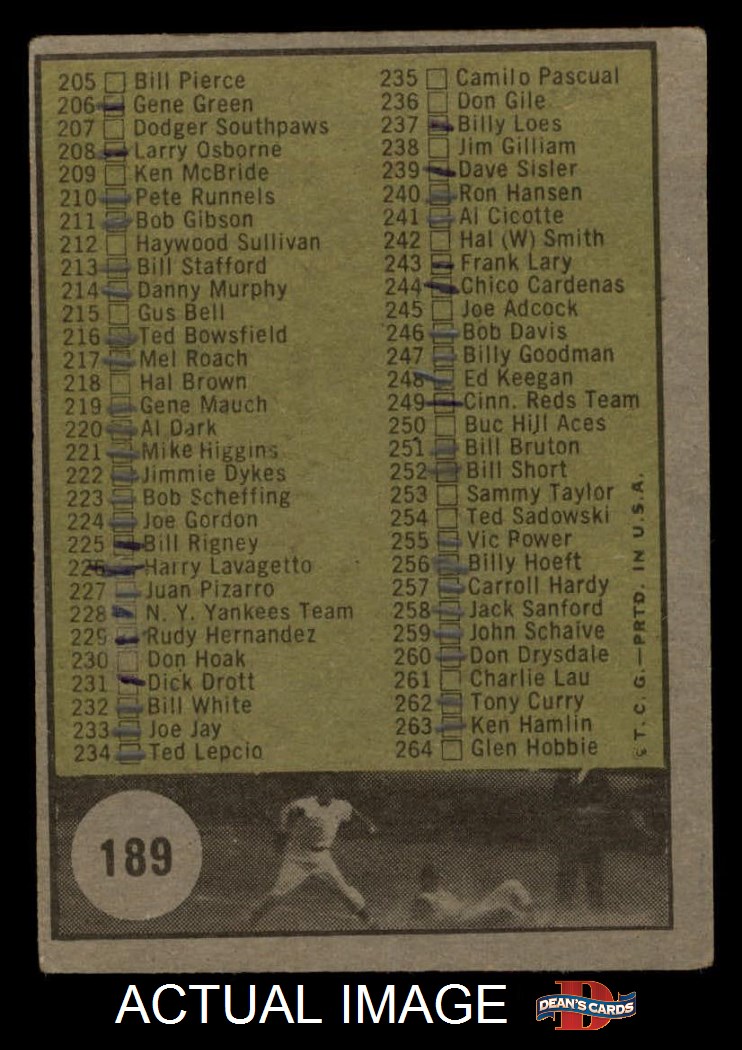 205 Bill Pierce
206 Gene Green
207 Dodger Southpaws
208 Larry Osborne
209 Ken McBride
210 Pete Runnels
211 Bob Gibson
212 Haywood Sullivan
213 Bill Stafford
214 Danny Murphy
215 Gus Bell
216 Ted Bowsfield
217 Mel Roach
218 Hal Brown
219 Gene Mauch
220 Al Dark
221 Mike Higgins
222 Jimmie Dykes
223 Bob Scheffing
224 Joe Gordon
225 Bill Rigney
226 Harry Lavagetto
227 Juan Pizarro
228 N. Y. Yankees Team
229 Rudy Hernandez
230 Don Hoak
231 Dick Drott
232 Bill White
233 Joe Jay
234 Ted Lepcio
235 Camilo Pascual
236 Don Gile
237 Billy Loes
238 Jim Gilliam
239 Dave Sisler
240 Ron Hansen
241 Al Cicotte
242 Hal (W) Smith
243 Frank Lary
244 Chico Cardenas
245 Joe Adcock
246 Bob Davis
247 Billy Goodman
248 Ed Keegan
249 Cinn. Reds Team
250 Buc Hill Aces
251 Bill Bruton
252 Bill Short
253 Sammy Taylor
254 Ted Sadowski
255 Vic Power
256 Billy Hoeft
257 Carroll Hardy
258 Jack Sanford
259 John Schaive
260 Don Drysdale
261 Charlie Lau
262 Tony Curry
263 Ken Hamlin
264 Glen Hobbie
© T. C. G.—PRTD. IN U.S.A.
189
ACTUAL IMAGE
DEAN'S CARDS